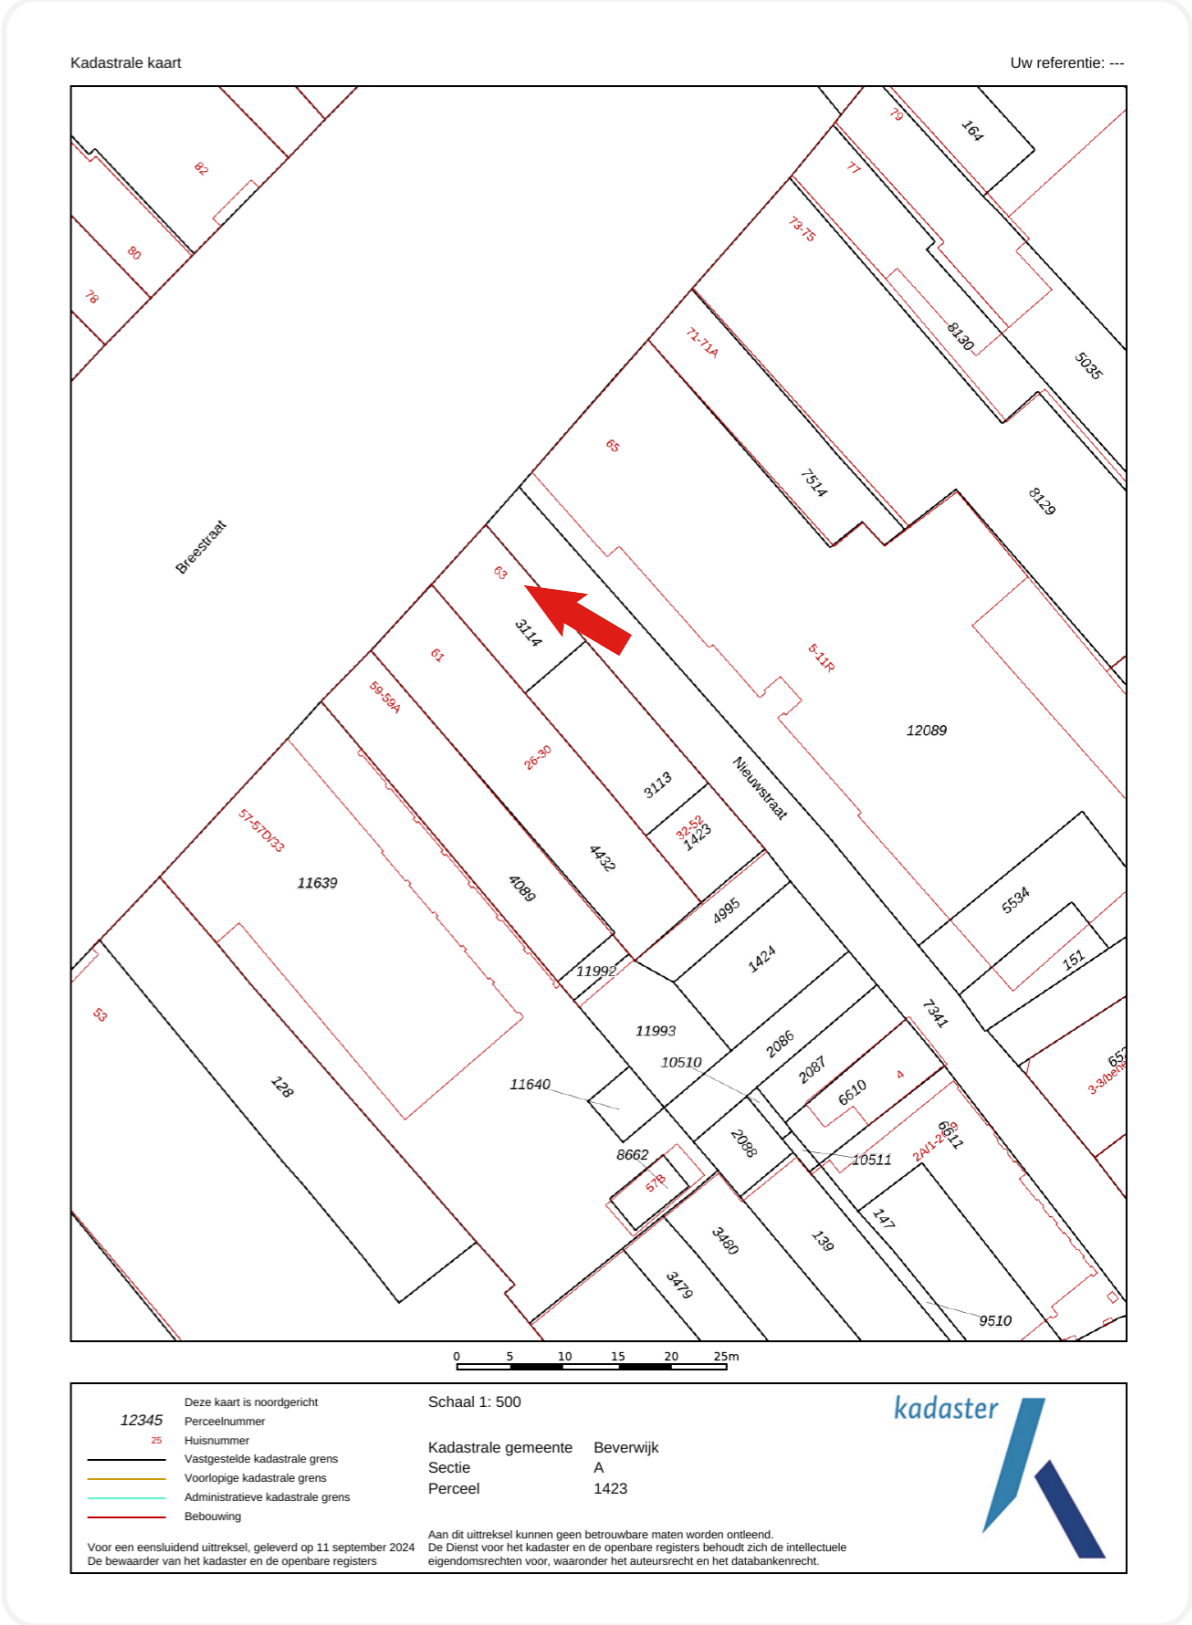 Kadastrale kaart
Uw referentie: ---
82
80
78
79
164
77
73-75
8130
5035
71-71A
7514
65
8129
Breestraat
63
3114
61
59-59A
26-30
5-11R
12089
Nieuwstraat
3113
32-52
1423
57-57D/33
11639
4432
4089
4995
5534
1424
151
11992
53
11993
7341
10510
2086
2087
11640
6610
4
128
3-3/bene
2088
6611
8662
57B
10511
147
3480
139
3479
9510
0 5 10 15 20 25m
Deze kaart is noordgericht
12345 Perceelnummer
25 Huisnummer
Vastgestelde kadastrale grens
Voorlopige kadastrale grens
Administratieve kadastrale grens
Bebouwing
Voor een eensluidend uittreksel, geleverd op 11 september 2024
De bewaarder van het kadaster en de openbare registers
Schaal 1: 500
Kadastrale gemeente Beverwijk
Sectie A
Perceel 1423
Aan dit uittreksel kunnen geen betrouwbare maten worden ontleend.
De Dienst voor het kadaster en de openbare registers behoudt zich de intellectuele
eigendomsrechten voor, waaronder het auteursrecht en het databankenrecht.
kadaster